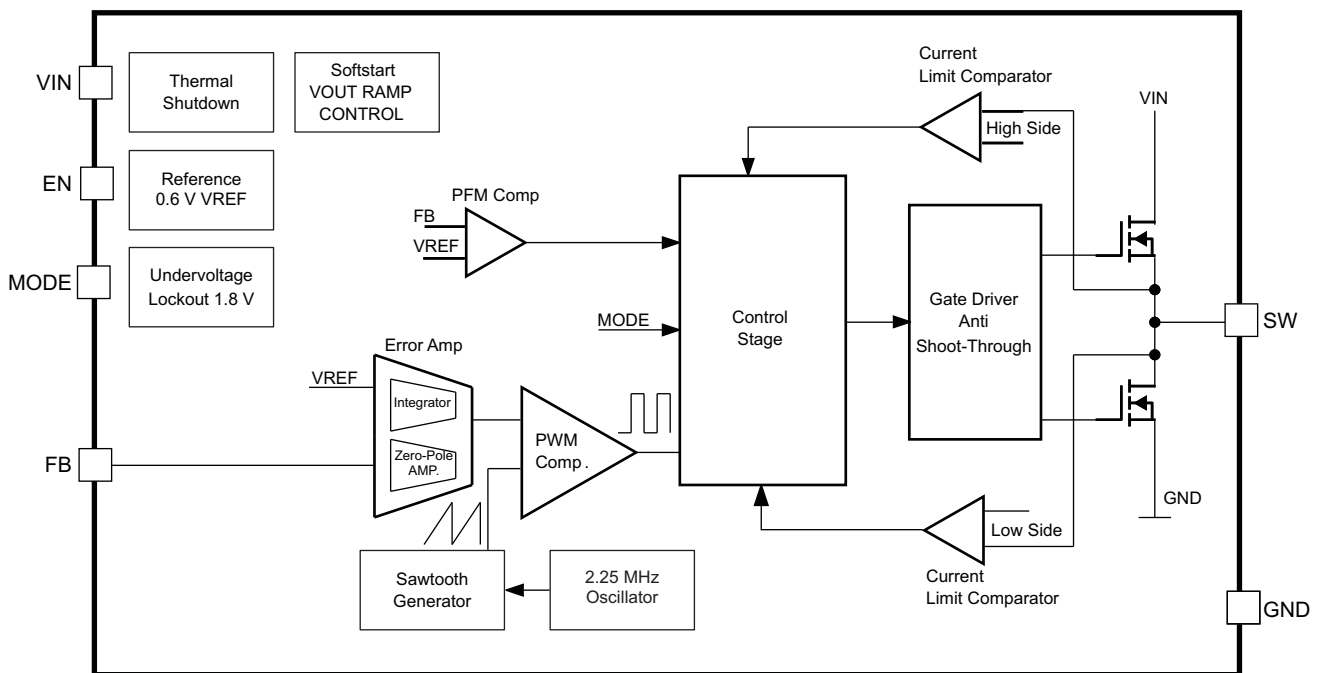 VIN
Thermal
Shutdown
Softstart
VOUT RAMP
CONTROL
Current
Limit Comparator
High Side
VIN
EN
Reference
0.6 V VREF
PFM Comp
FB
VREF
MODE
Undervoltage
Lockout 1.8 V
MODE
Control
Stage
Gate Driver
Anti
Shoot-Through
SW
Error Amp
VREF
Integrator
Zero-Pole
AMP.
PWM
Comp .
FB
GND
Low Side
Current
Limit Comparator
Sawtooth
Generator
2.25 MHz
Oscillator
GND